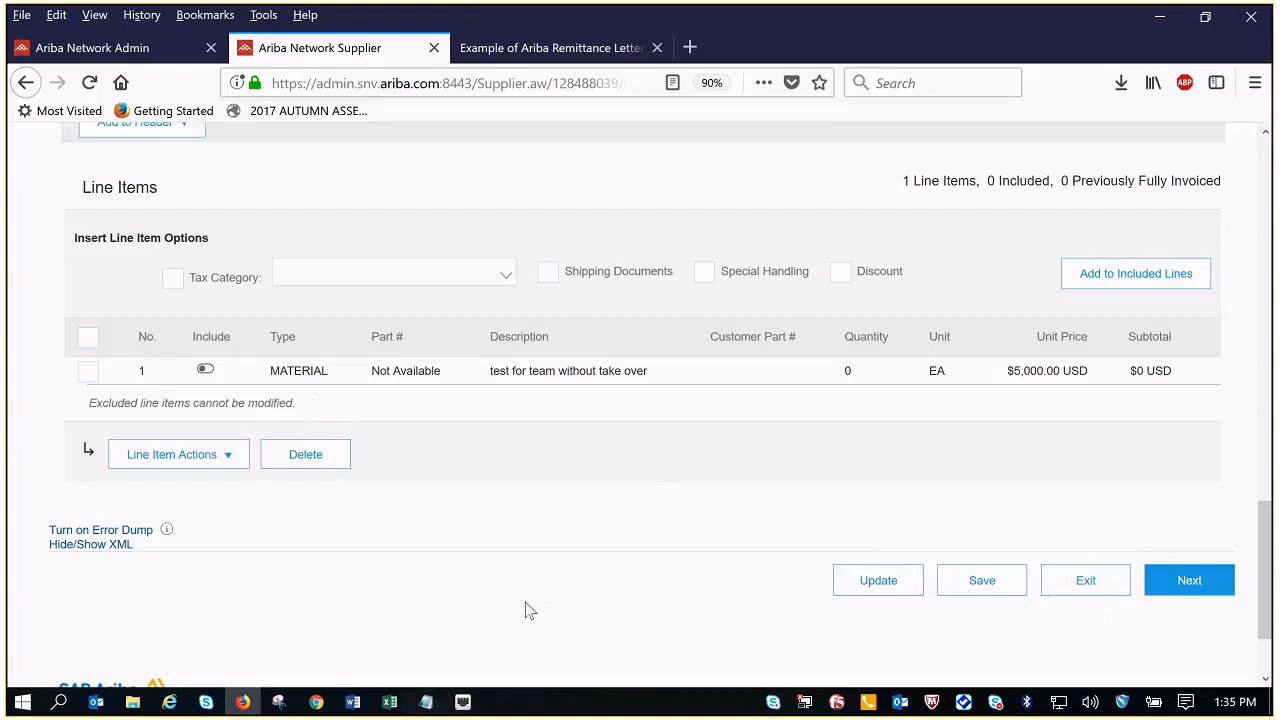 File Edit View History Bookmarks Tools Help
Ariba Network Admin
Ariba Network Supplier
Example of Ariba Remittance Letter
https://admin.snv.ariba.com:8443/Supplier.aw/128488039/
90%
Search
ABP
Most Visited
Getting Started
2017 AUTUMN ASSE...
Add to Header
Line Items
1 Line Items, 0 Included, 0 Previously Fully Invoiced
Insert Line Item Options
Tax Category:
Shipping Documents
Special Handling
Discount
Add to Included Lines
No. Include Type Part # Description Customer Part # Quantity Unit Unit Price Subtotal
1 MATERIAL Not Available test for team without take over 0 EA $5,000.00 USD $0 USD
Excluded line items cannot be modified.
Line Item Actions
Delete
Turn on Error Dump
Hide/Show XML
Update
Save
Exit
Next
SAP Ariba
1:35 PM